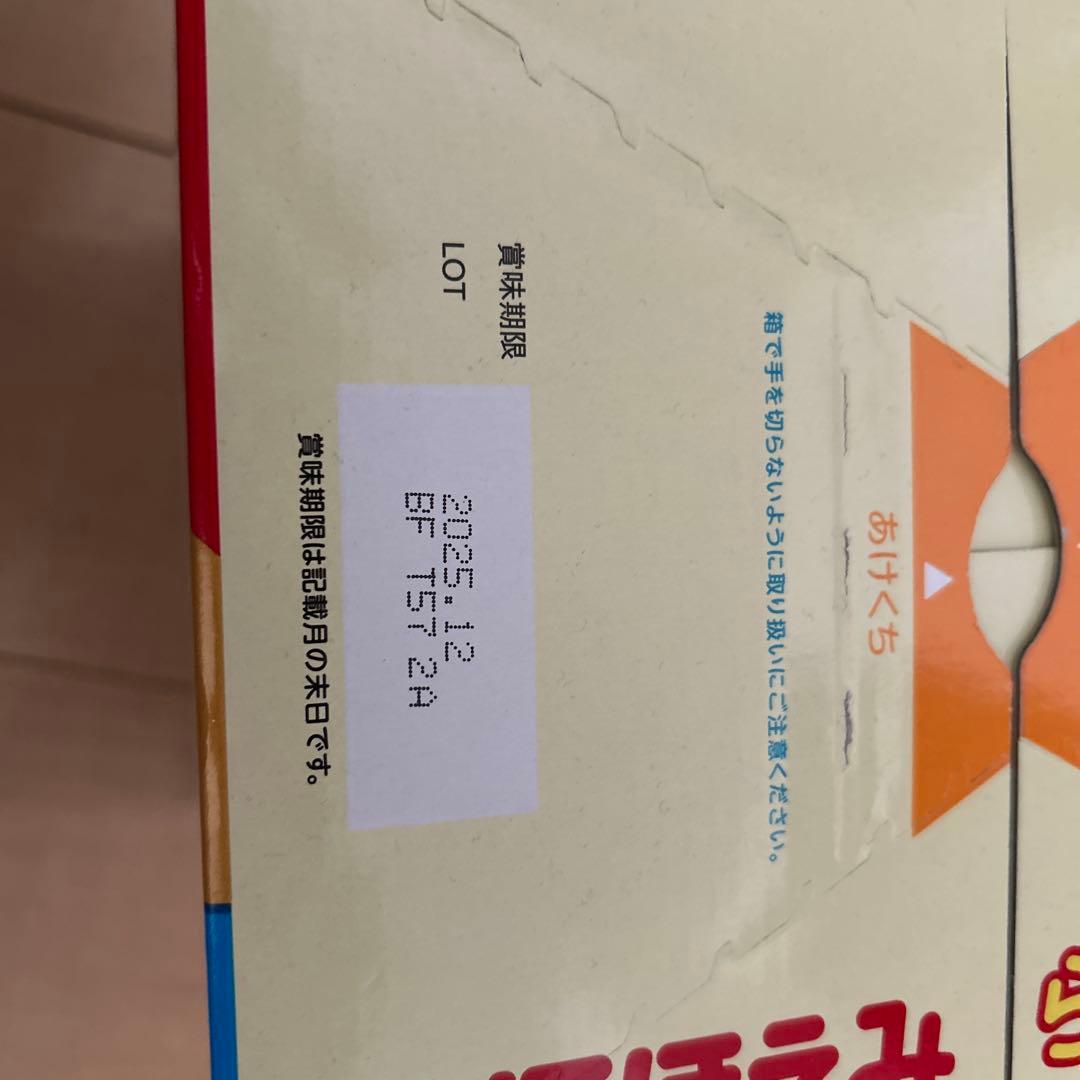 あけくち
箱で手を切らないように取り扱いにご注意ください。
賞味期限
LOT
2025.12
BF T57 2A
賞味期限は記載月の末日です。